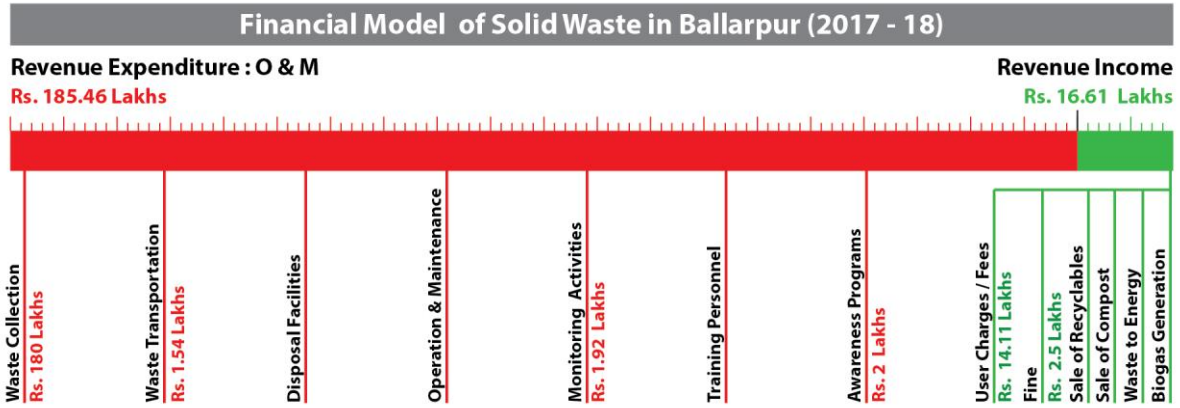 Financial Model of Solid Waste in Ballarpur (2017 - 18)
Revenue Expenditure : O & M
Rs. 185.46 Lakhs
Revenue Income
Rs. 16.61 Lakhs
Waste Collection
Rs. 180 Lakhs
Waste Transportation
Rs. 1.54 Lakhs
Disposal Facilities
Operation & Maintenance
Monitoring Activities
Rs. 1.92 Lakhs
Training Personnel
Awareness Programs
Rs. 2 Lakhs
User Charges / Fees
Rs. 14.11 Lakhs
Fine
Rs. 2.5 Lakhs
Sale of Recyclables
Sale of Compost
Waste to Energy
Biogas Generation